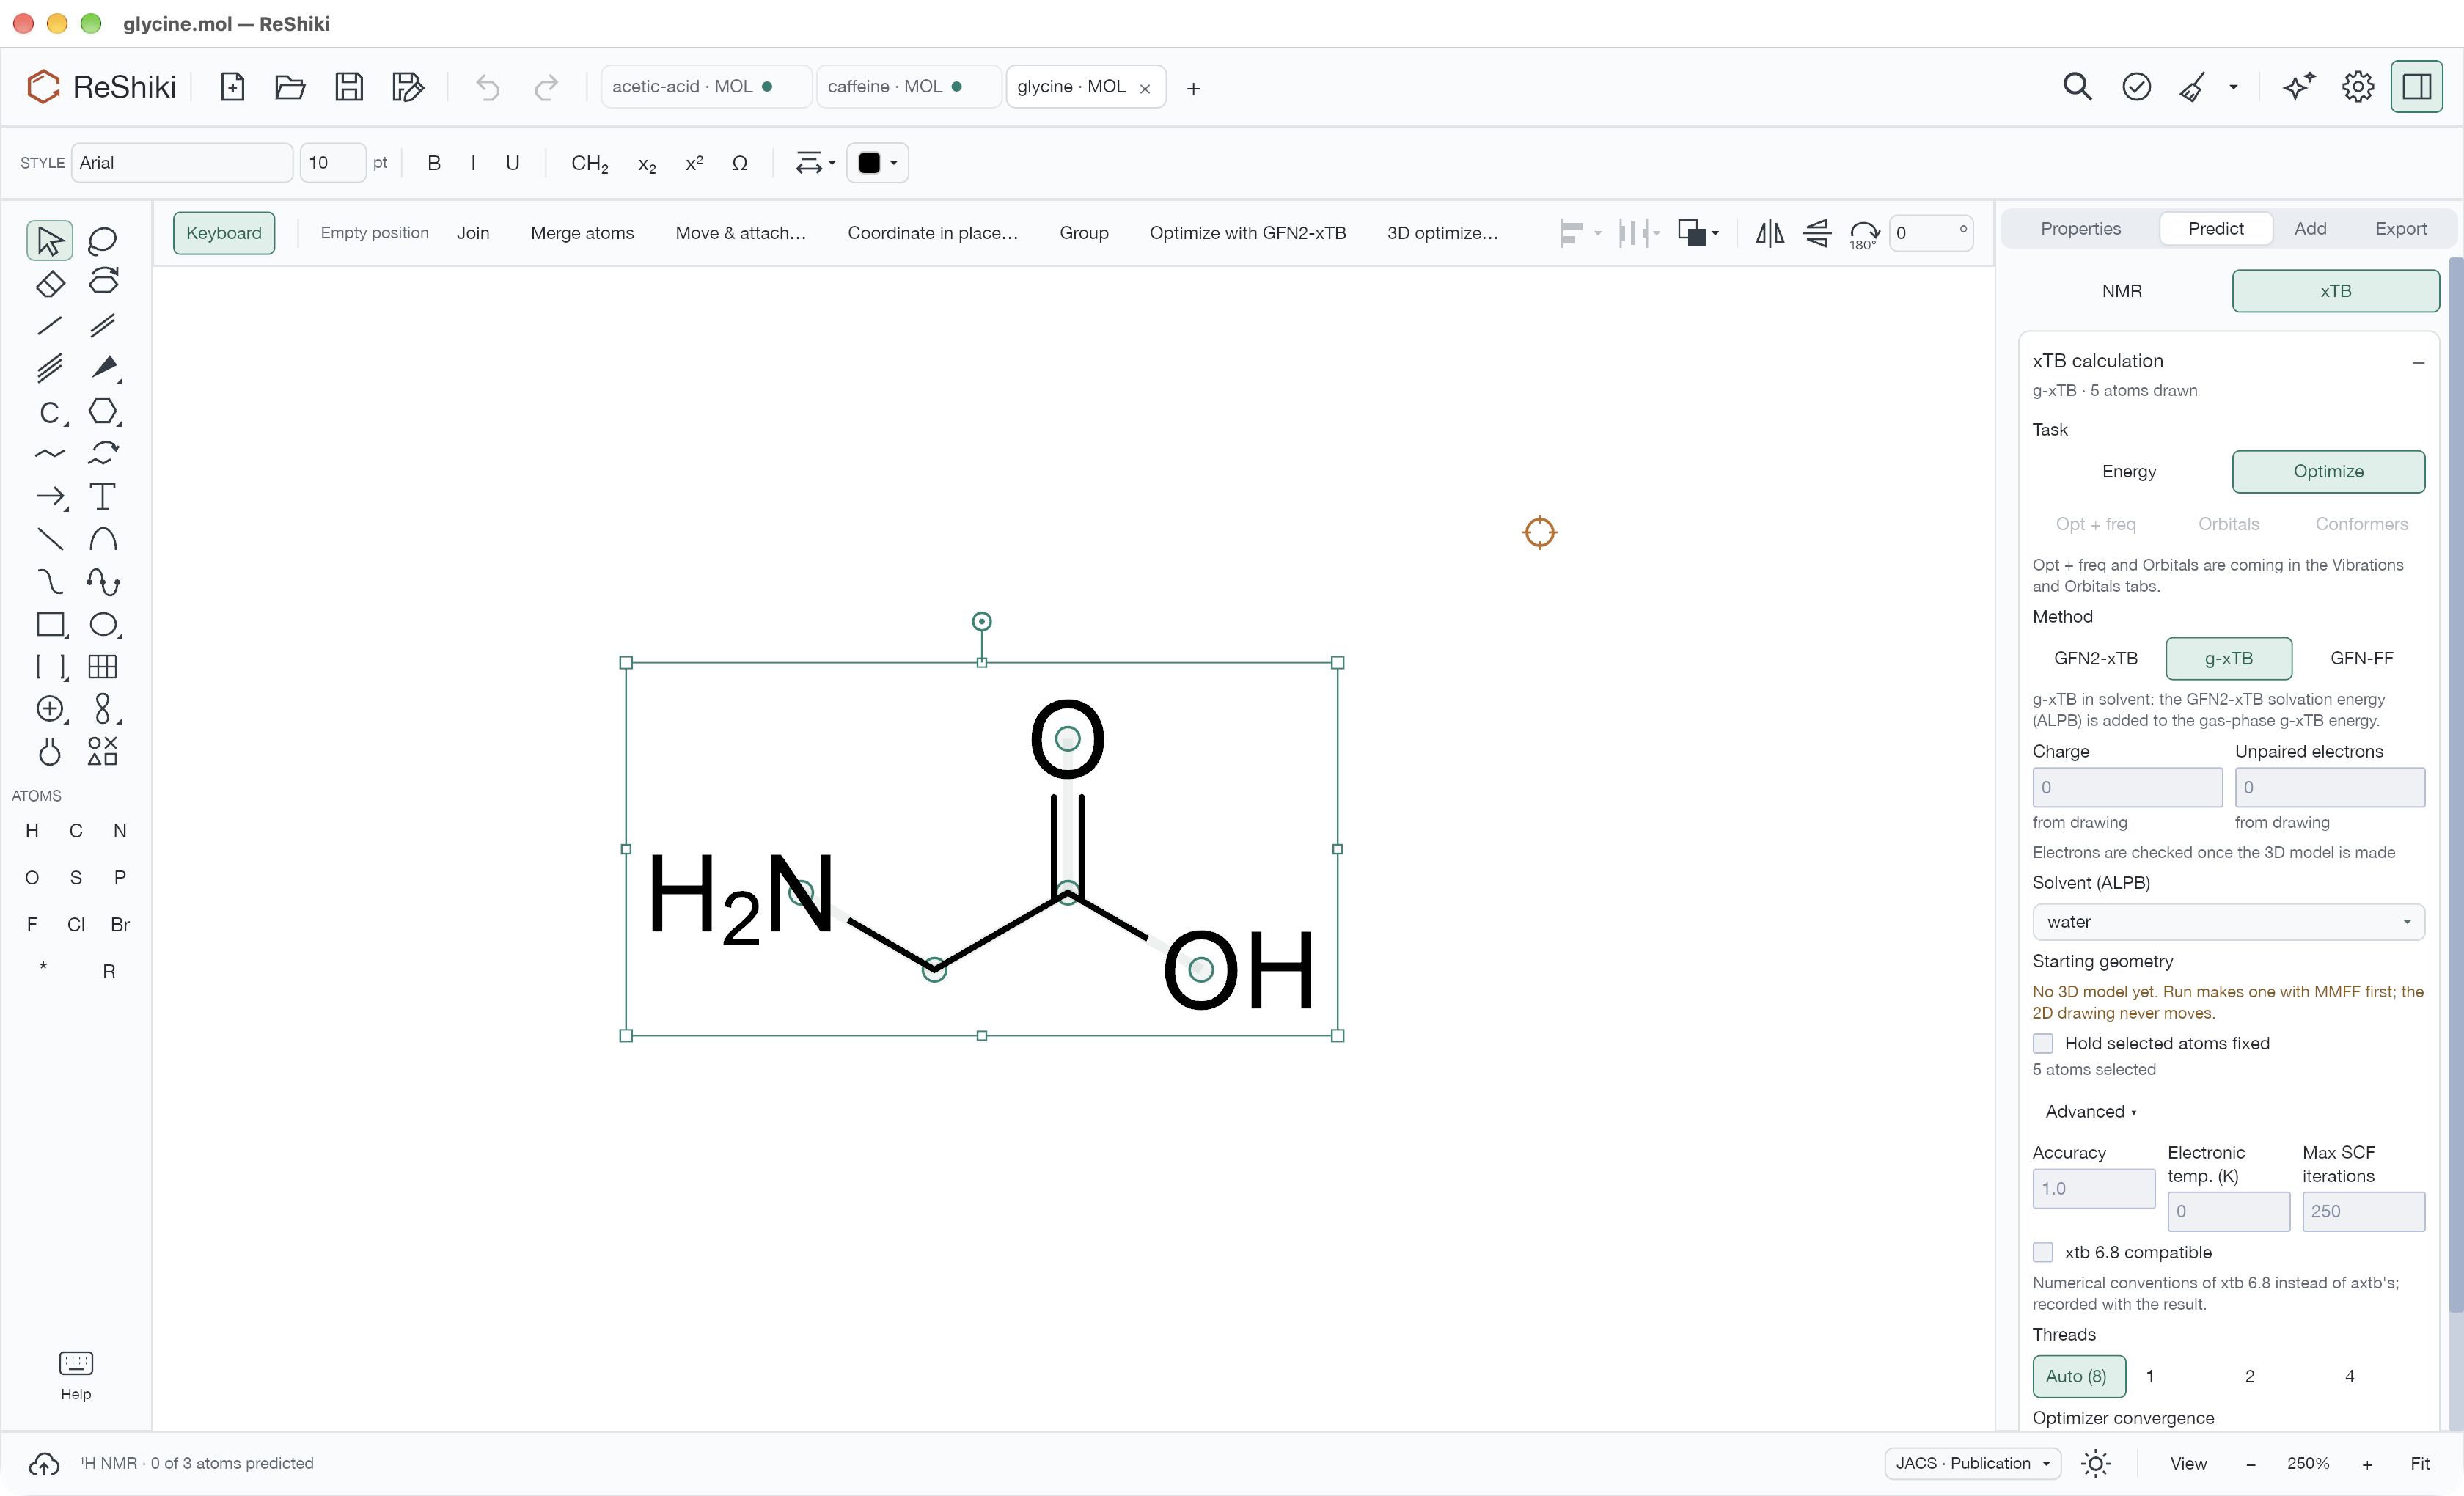 glycine.mol — ReShiki
ReShiki
acetic-acid · MOL
caffeine · MOL
glycine · MOL
STYLE
Arial
10
pt
B I U
CH₂ x₂ x² Ω
Keyboard
Empty position
Join
Merge atoms
Move & attach...
Coordinate in place...
Group
Optimize with GFN2-xTB
3D optimize...
180°
0 °
Properties
Predict
Add
Export
C
T
ATOMS
H C N
O S P
F Cl Br
* R
Help
O
H₂N
OH
NMR
xTB
xTB calculation
g-xTB · 5 atoms drawn
Task
Energy
Optimize
Opt + freq
Orbitals
Conformers
Opt + freq and Orbitals are coming in the Vibrations
and Orbitals tabs.
Method
GFN2-xTB
g-xTB
GFN-FF
g-xTB in solvent: the GFN2-xTB solvation energy
(ALPB) is added to the gas-phase g-xTB energy.
Charge
Unpaired electrons
0
0
from drawing
from drawing
Electrons are checked once the 3D model is made
Solvent (ALPB)
water
Starting geometry
No 3D model yet. Run makes one with MMFF first; the
2D drawing never moves.
Hold selected atoms fixed
5 atoms selected
Advanced
Accuracy
Electronic
temp. (K)
Max SCF
iterations
1.0
0
250
xtb 6.8 compatible
Numerical conventions of xtb 6.8 instead of axtb's;
recorded with the result.
Threads
Auto (8)
1
2
4
Optimizer convergence
¹H NMR · 0 of 3 atoms predicted
JACS · Publication
View
− 250% +
Fit